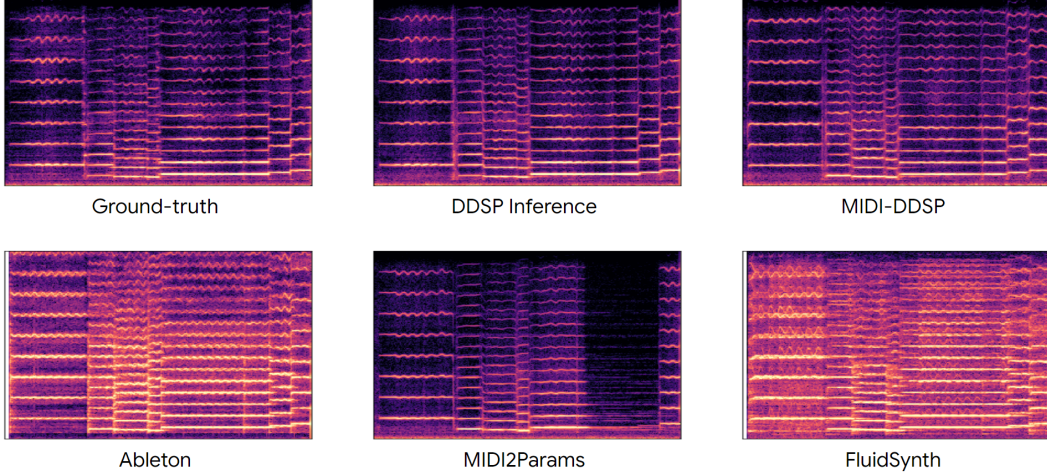 Ground-truth
DDSP Inference
MIDI-DDSP
Ableton
MIDI2Params
FluidSynth